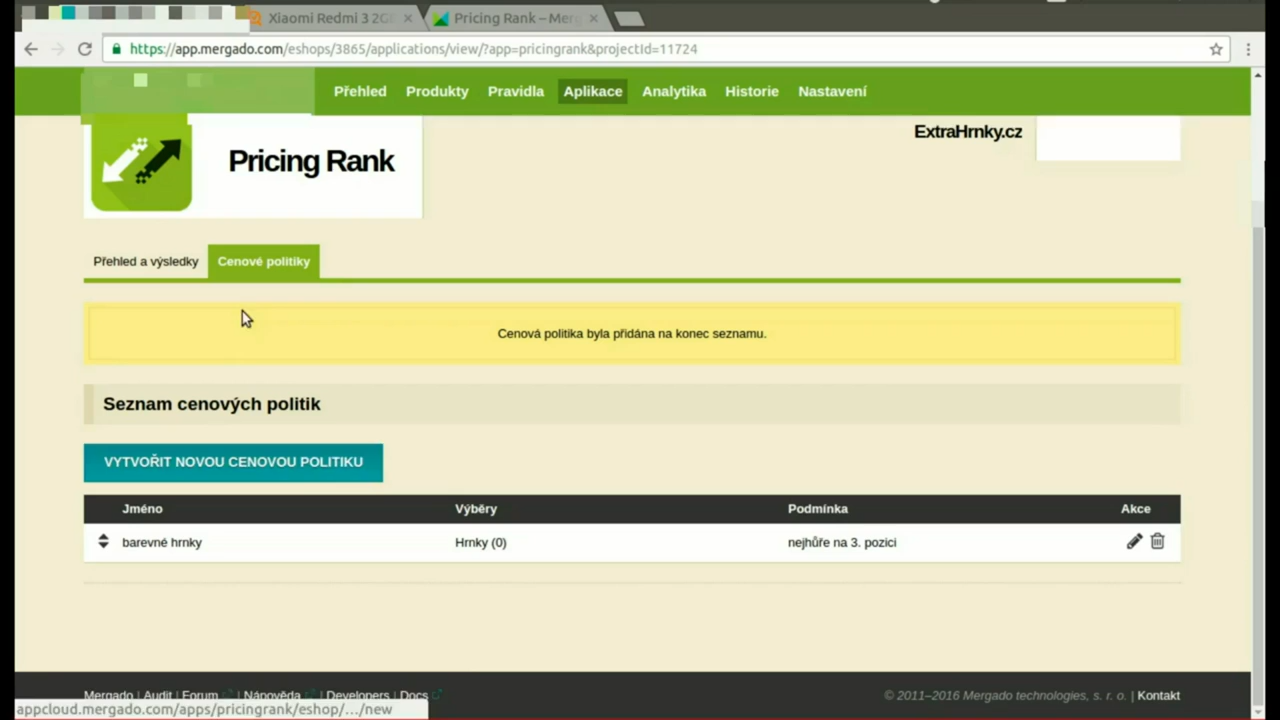 Xiaomi Redmi 3 2G
Pricing Rank – Merg
https://app.mergado.com/eshops/3865/applications/view/?app=pricingrank&projectId=11724
Přehled Produkty Pravidla Aplikace Analytika Historie Nastavení
Pricing Rank
ExtraHrnky.cz
Přehled a výsledky Cenové politiky
Cenová politika byla přidána na konec seznamu.
Seznam cenových politik
VYTVOŘIT NOVOU CENOVOU POLITIKU
Jméno Výběry Podmínka Akce
barevné hrnky Hrnky (0) nejhůře na 3. pozici
Mergado | Audit | Forum | Nápověda | Developers | Docs
© 2011–2016 Mergado technologies, s. r. o. | Kontakt
appcloud.mergado.com/apps/pricingrank/eshop/…/new